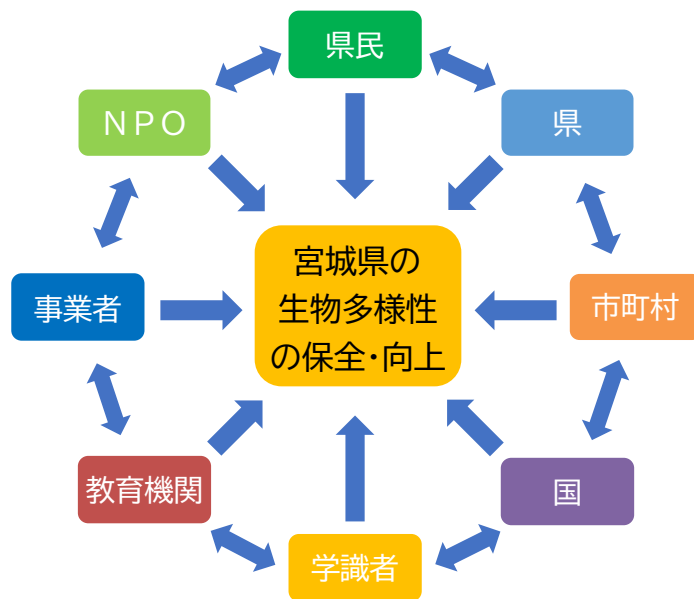 県民
ＮＰＯ
県
宮城県の
生物多様性
の保全･向上
事業者
市町村
教育機関
国
学識者